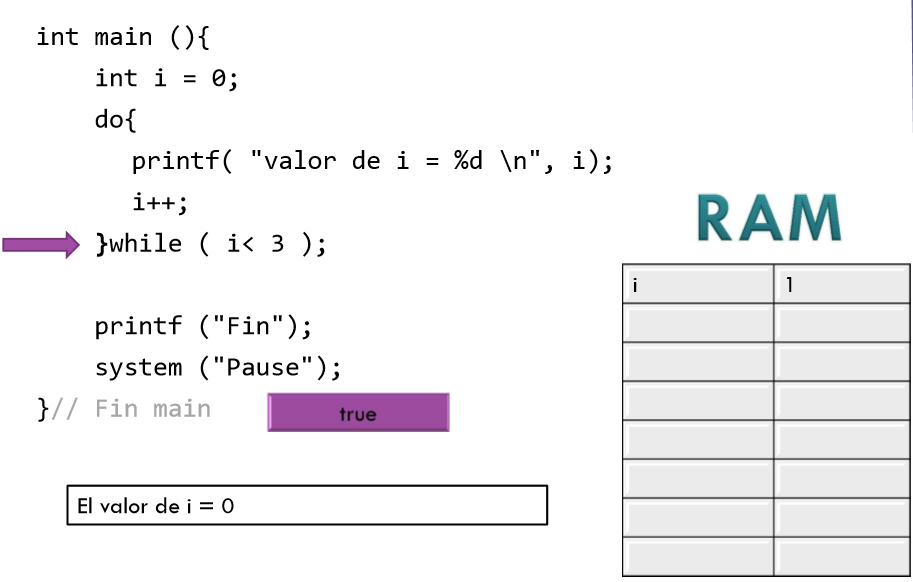 int main (){
int i = 0;
do{
printf( "valor de i = %d \n", i);
i++;
}while ( i< 3 );
printf ("Fin");
system ("Pause");
}// Fin main
true
El valor de i = 0
RAM
i 1